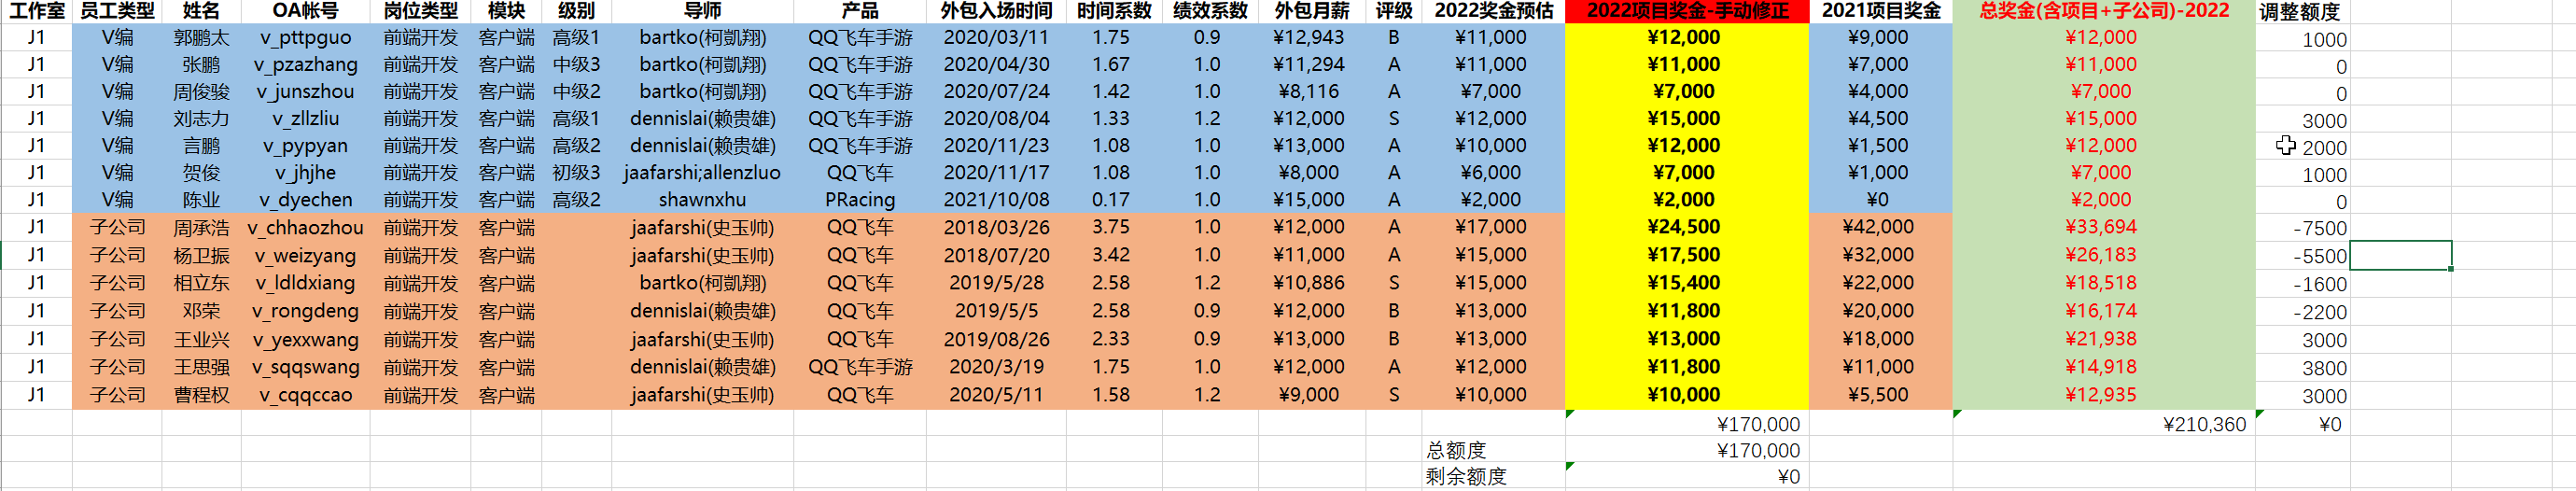 工作室 员工类型 姓名 OA帐号 岗位类型 模块 级别 导师 产品 外包入场时间 时间系数 绩效系数 外包月薪 评级 2022奖金预估 2022项目奖金-手动修正 2021项目奖金 总奖金(含项目+子公司)-2022 调整额度
J1 V编 郭鹏太 v_pttpguo 前端开发 客户端 高级1 bartko(柯凯翔) QQ飞车手游 2020/03/11 1.75 0.9 ¥12,943 B ¥11,000 ¥12,000 ¥9,000 ¥12,000 1000
J1 V编 张鹏 v_pzazhang 前端开发 客户端 中级3 bartko(柯凯翔) QQ飞车手游 2020/04/30 1.67 1.0 ¥11,294 A ¥11,000 ¥11,000 ¥7,000 ¥11,000 0
J1 V编 周俊骏 v_junszhou 前端开发 客户端 中级2 bartko(柯凯翔) QQ飞车手游 2020/07/24 1.42 1.0 ¥8,116 A ¥7,000 ¥7,000 ¥4,000 ¥7,000 0
J1 V编 刘志力 v_zllzliu 前端开发 客户端 高级1 dennislai(赖贵雄) QQ飞车手游 2020/08/04 1.33 1.2 ¥12,000 S ¥12,000 ¥15,000 ¥4,500 ¥15,000 3000
J1 V编 言鹏 v_pypyan 前端开发 客户端 高级2 dennislai(赖贵雄) QQ飞车手游 2020/11/23 1.08 1.0 ¥13,000 A ¥10,000 ¥12,000 ¥1,500 ¥12,000 2000
J1 V编 贺俊 v_jhjhe 前端开发 客户端 初级3 jaafarshi;allenzluo QQ飞车 2020/11/17 1.08 1.0 ¥8,000 A ¥6,000 ¥7,000 ¥1,000 ¥7,000 1000
J1 V编 陈业 v_dyechen 前端开发 客户端 高级2 shawnxhu PRacing 2021/10/08 0.17 1.0 ¥15,000 A ¥2,000 ¥2,000 ¥0 ¥2,000 0
J1 子公司 周承浩 v_chhaozhou 前端开发 客户端 jaafarshi(史玉帅) QQ飞车 2018/03/26 3.75 1.0 ¥12,000 A ¥17,000 ¥24,500 ¥42,000 ¥33,694 -7500
J1 子公司 杨卫振 v_weizyang 前端开发 客户端 jaafarshi(史玉帅) QQ飞车 2018/07/20 3.42 1.0 ¥11,000 A ¥15,000 ¥17,500 ¥32,000 ¥26,183 -5500
J1 子公司 相立东 v_ldldxiang 前端开发 客户端 bartko(柯凯翔) QQ飞车 2019/5/28 2.58 1.2 ¥10,886 S ¥15,000 ¥15,400 ¥22,000 ¥18,518 -1600
J1 子公司 邓荣 v_rongdeng 前端开发 客户端 dennislai(赖贵雄) QQ飞车 2019/5/5 2.58 0.9 ¥12,000 B ¥13,000 ¥11,800 ¥20,000 ¥16,174 -2200
J1 子公司 王业兴 v_yexxwang 前端开发 客户端 jaafarshi(史玉帅) QQ飞车 2019/08/26 2.33 0.9 ¥13,000 B ¥13,000 ¥13,000 ¥18,000 ¥21,938 3000
J1 子公司 王思强 v_sqqswang 前端开发 客户端 dennislai(赖贵雄) QQ飞车手游 2020/3/19 1.75 1.0 ¥12,000 A ¥12,000 ¥11,800 ¥11,000 ¥14,918 3800
J1 子公司 曹程权 v_cqqccao 前端开发 客户端 jaafarshi(史玉帅) QQ飞车 2020/5/11 1.58 1.2 ¥9,000 S ¥10,000 ¥10,000 ¥5,500 ¥12,935 3000
¥170,000 ¥210,360 ¥0
总额度 ¥170,000
剩余额度 ¥0